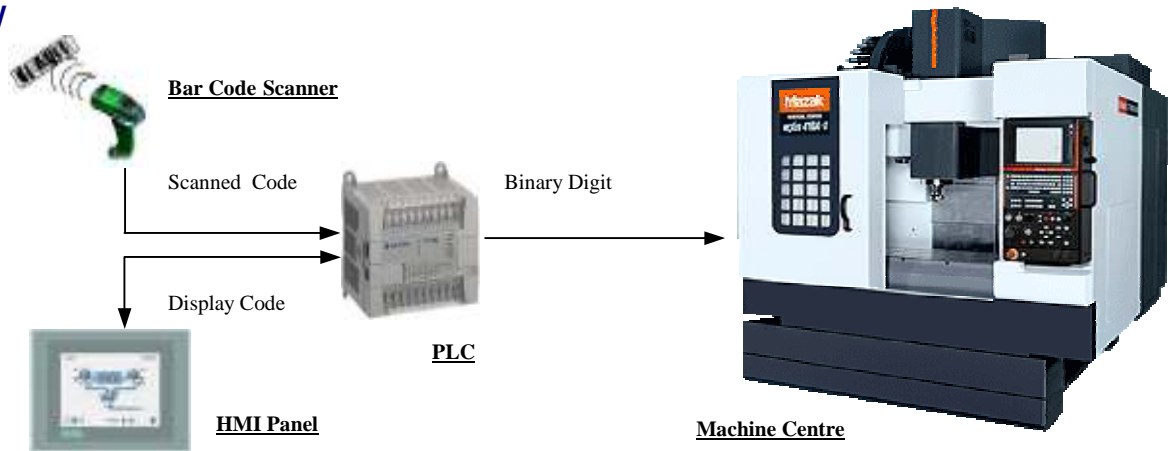 Bar Code Scanner
Scanned Code
Binary Digit
Display Code
PLC
HMI Panel
Machine Centre
Mazak